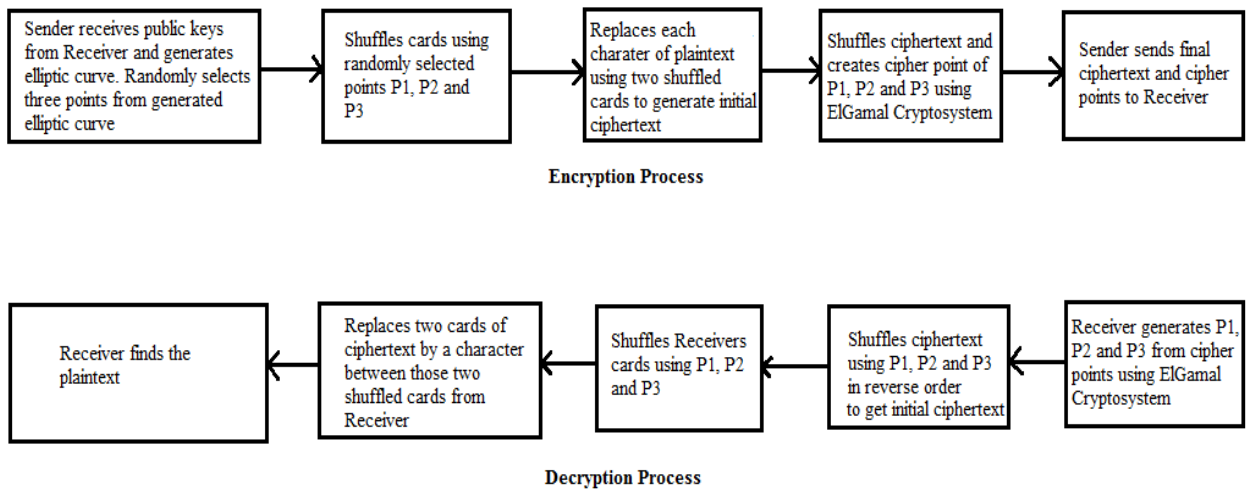 Sender receives public keys
from Receiver and generates
elliptic curve. Randomly selects
three points from generated
elliptic curve
Shuffles cards using
randomly selected
points P1, P2 and
P3
Replaces each
charater of plaintext
using two shuffled
cards to generate initial
ciphertext
Shuffles ciphertext and
creates cipher point of
P1, P2 and P3 using
ElGamal Cryptosystem
Sender sends final
ciphertext and cipher
points to Receiver
Encryption Process
Receiver finds the
plaintext
Replaces two cards of
ciphertext by a character
between those two
shuffled cards from
Receiver
Shuffles Receivers
cards using P1, P2
and P3
Shuffles ciphertext
using P1, P2 and P3
in reverse order
to get initial ciphertext
Receiver generates P1,
P2 and P3 from cipher
points using ElGamal
Cryptosystem
Decryption Process